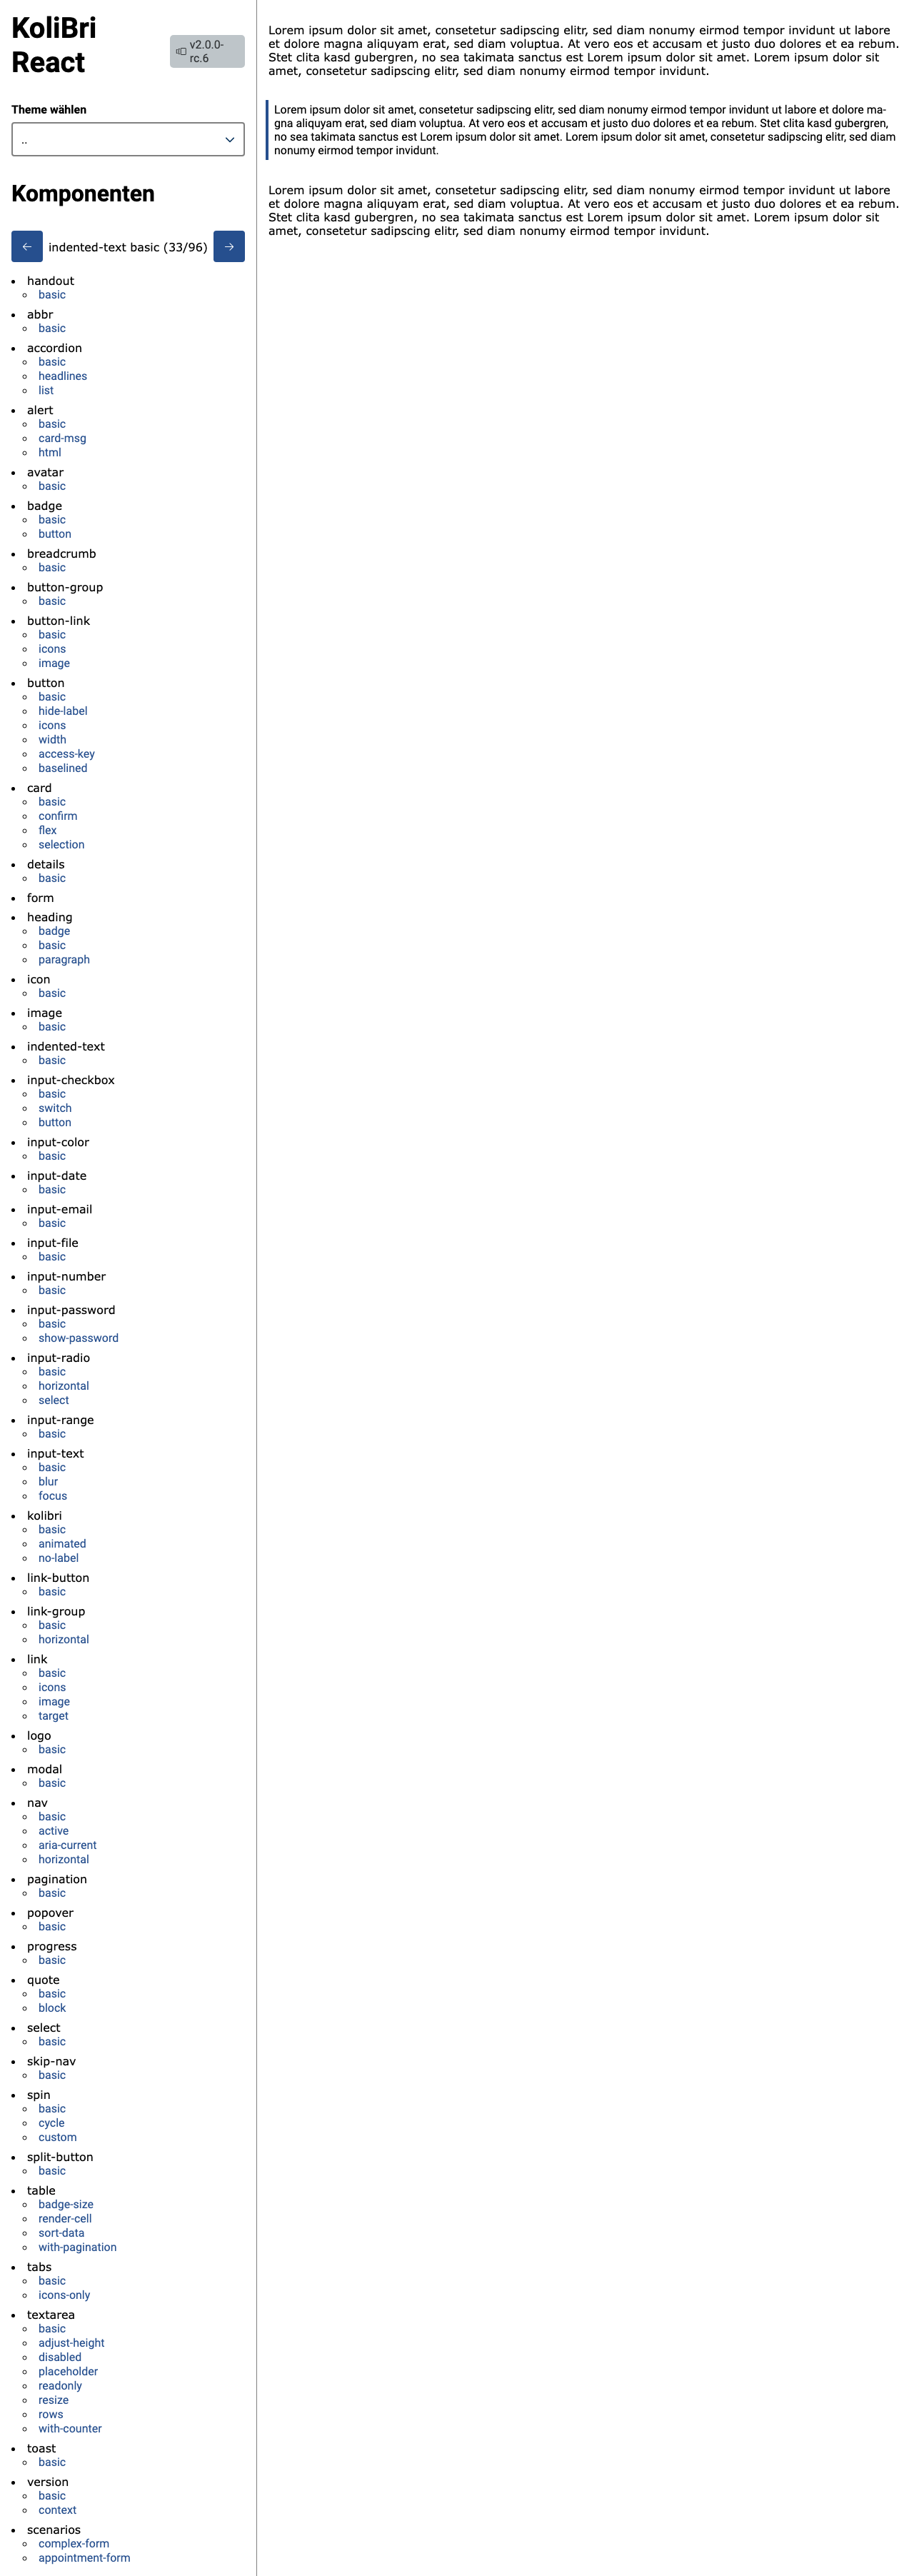 KoliBri
React
v2.0.0-
rc.6
Theme wählen
..
Komponenten
← indented-text basic (33/96) →
handout
basic
abbr
basic
accordion
basic
headlines
list
alert
basic
card-msg
html
avatar
basic
badge
basic
button
breadcrumb
basic
button-group
basic
button-link
basic
icons
image
button
basic
hide-label
icons
width
access-key
baselined
card
basic
confirm
flex
selection
details
basic
form
heading
badge
basic
paragraph
icon
basic
image
basic
indented-text
basic
input-checkbox
basic
switch
button
input-color
basic
input-date
basic
input-email
basic
input-file
basic
input-number
basic
input-password
basic
show-password
input-radio
basic
horizontal
select
input-range
basic
input-text
basic
blur
focus
kolibri
basic
animated
no-label
link-button
basic
link-group
basic
horizontal
link
basic
icons
image
target
logo
basic
modal
basic
nav
basic
active
aria-current
horizontal
pagination
basic
popover
basic
progress
basic
quote
basic
block
select
basic
skip-nav
basic
spin
basic
cycle
custom
split-button
basic
table
badge-size
render-cell
sort-data
with-pagination
tabs
basic
icons-only
textarea
basic
adjust-height
disabled
placeholder
readonly
resize
rows
with-counter
toast
basic
version
basic
context
scenarios
complex-form
appointment-form
Lorem ipsum dolor sit amet, consetetur sadipscing elitr, sed diam nonumy eirmod tempor invidunt ut labore
et dolore magna aliquyam erat, sed diam voluptua. At vero eos et accusam et justo duo dolores et ea rebum.
Stet clita kasd gubergren, no sea takimata sanctus est Lorem ipsum dolor sit amet. Lorem ipsum dolor sit
amet, consetetur sadipscing elitr, sed diam nonumy eirmod tempor invidunt.
Lorem ipsum dolor sit amet, consetetur sadipscing elitr, sed diam nonumy eirmod tempor invidunt ut labore et dolore ma-
gna aliquyam erat, sed diam voluptua. At vero eos et accusam et justo duo dolores et ea rebum. Stet clita kasd gubergren,
no sea takimata sanctus est Lorem ipsum dolor sit amet. Lorem ipsum dolor sit amet, consetetur sadipscing elitr, sed diam
nonumy eirmod tempor invidunt.
Lorem ipsum dolor sit amet, consetetur sadipscing elitr, sed diam nonumy eirmod tempor invidunt ut labore
et dolore magna aliquyam erat, sed diam voluptua. At vero eos et accusam et justo duo dolores et ea rebum.
Stet clita kasd gubergren, no sea takimata sanctus est Lorem ipsum dolor sit amet. Lorem ipsum dolor sit
amet, consetetur sadipscing elitr, sed diam nonumy eirmod tempor invidunt.